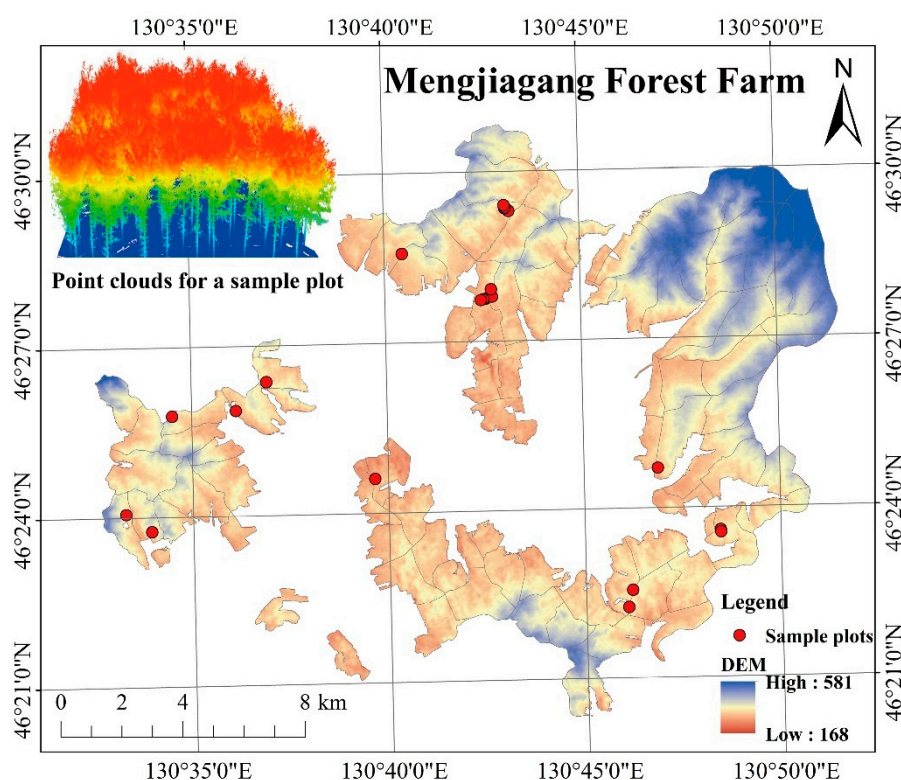 130°35'0"E 130°40'0"E 130°45'0"E 130°50'0"E
Mengjiagang Forest Farm
N
46°30'0"N 46°30'0"N
Point clouds for a sample plot
46°27'0"N 46°27'0"N
46°24'0"N 46°24'0"N
Legend
Sample plots
DEM
High : 581
Low : 168
46°21'0"N 46°21'0"N
0 2 4 8 km
130°35'0"E 130°40'0"E 130°45'0"E 130°50'0"E